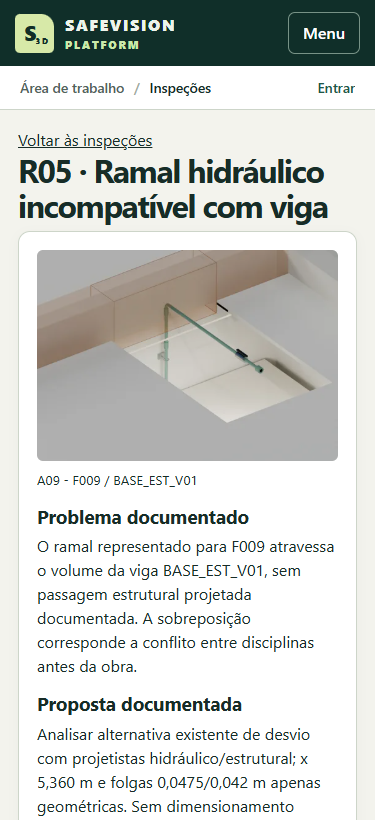 S3D
SAFEVISION
PLATFORM
Menu
Área de trabalho / Inspeções
Entrar
Voltar às inspeções
R05 · Ramal hidráulico
incompatível com viga
A09 - F009 / BASE_EST_V01
Problema documentado
O ramal representado para F009 atravessa
o volume da viga BASE_EST_V01, sem
passagem estrutural projetada
documentada. A sobreposição
corresponde a conflito entre disciplinas
antes da obra.
Proposta documentada
Analisar alternativa existente de desvio
com projetistas hidráulico/estrutural; x
5,360 m e folgas 0,0475/0,042 m apenas
geométricas. Sem dimensionamento